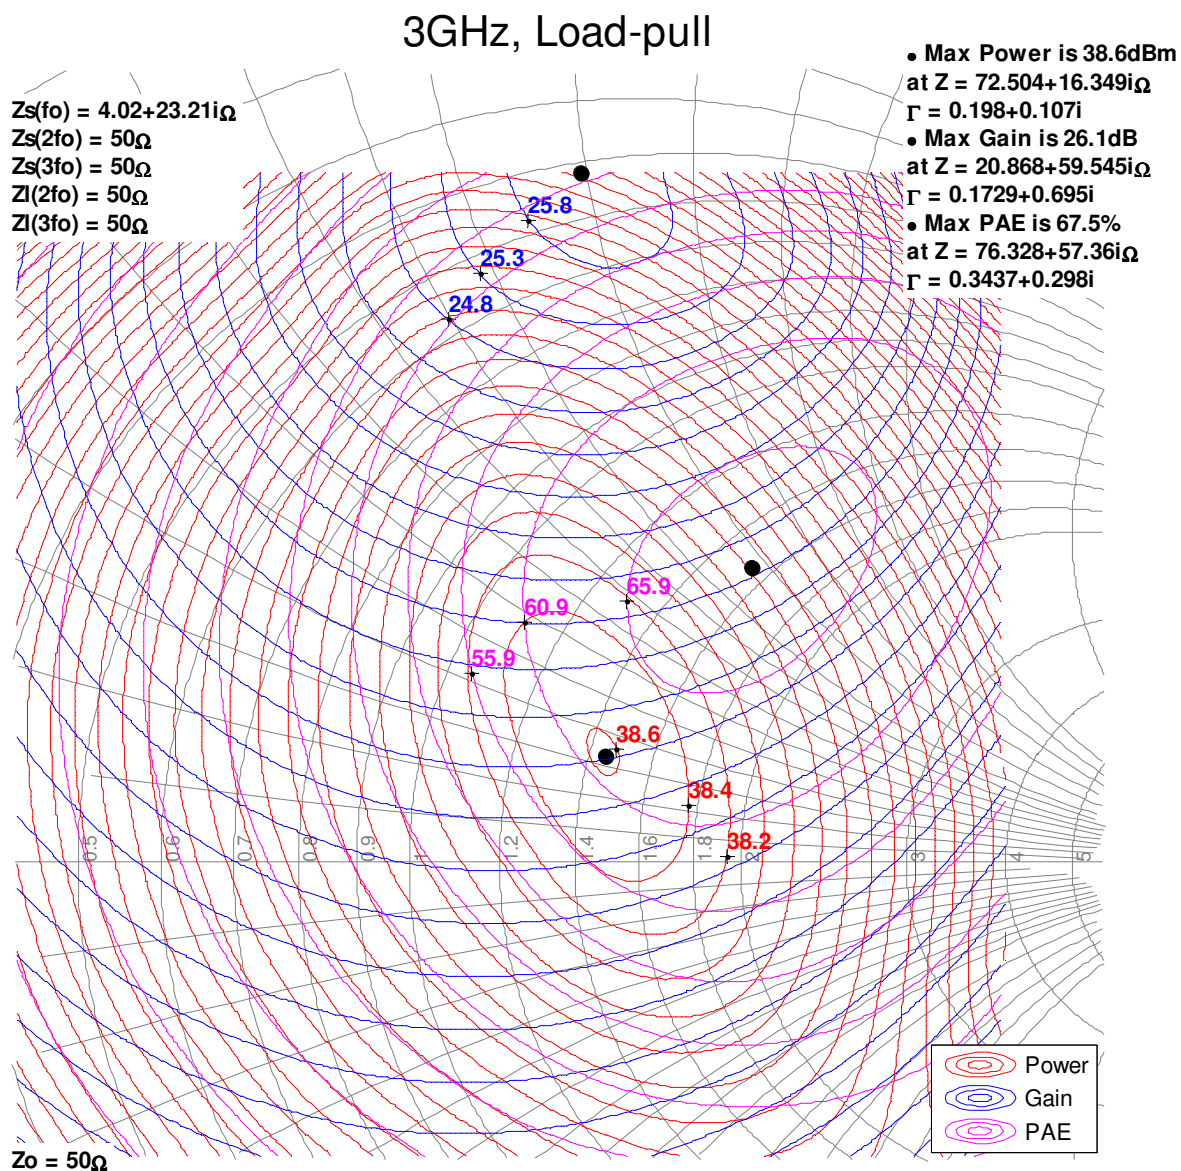 3GHz, Load-pull
Zs(fo) = 4.02+23.21iΩ
Zs(2fo) = 50Ω
Zs(3fo) = 50Ω
Zl(2fo) = 50Ω
Zl(3fo) = 50Ω
• Max Power is 38.6dBm
at Z = 72.504+16.349iΩ
Γ = 0.198+0.107i
• Max Gain is 26.1dB
at Z = 20.868+59.545iΩ
Γ = 0.1729+0.695i
• Max PAE is 67.5%
at Z = 76.328+57.36iΩ
Γ = 0.3437+0.298i
25.8
25.3
24.8
65.9
60.9
55.9
38.6
38.4
38.2
0.5
0.6
0.7
0.8
0.9
1
1.2
1.4
1.6
1.8
2
3
4
5
Power
Gain
PAE
Zo = 50Ω